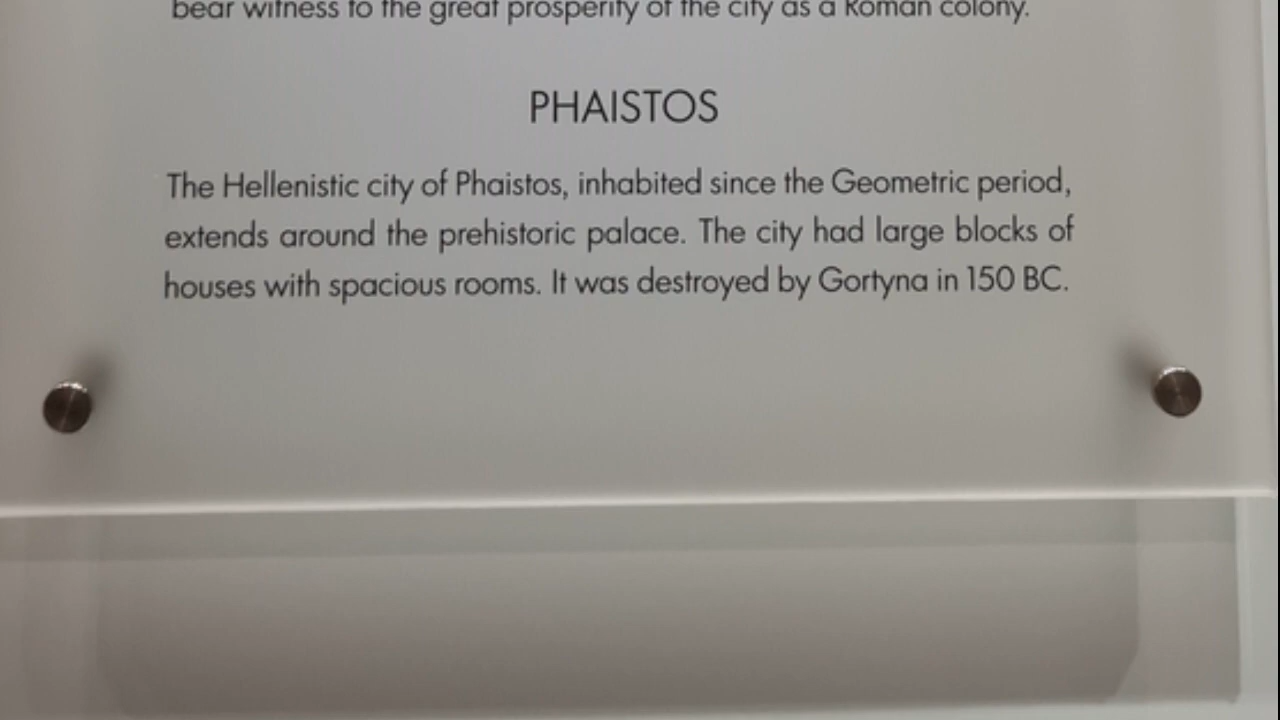 bear witness to the great prosperity of the city as a Roman colony.
PHAISTOS
The Hellenistic city of Phaistos, inhabited since the Geometric period,
extends around the prehistoric palace. The city had large blocks of
houses with spacious rooms. It was destroyed by Gortyna in 150 BC.